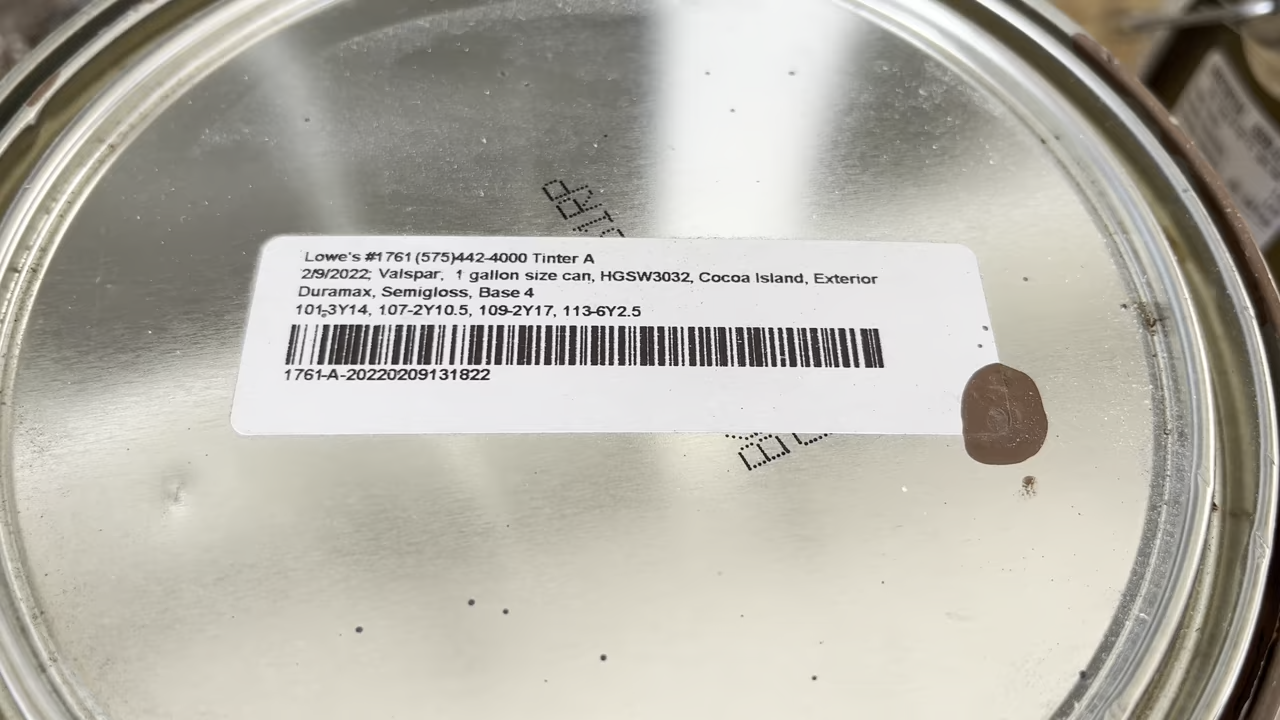 Lowe's #1761 (575)442-4000 Tinter A
2/9/2022; Valspar, 1 gallon size can, HGSW3032, Cocoa Island, Exterior
Duramax, Semigloss, Base 4
101-3Y14, 107-2Y10.5, 109-2Y17, 113-6Y2.5
1761-A-20220209131822